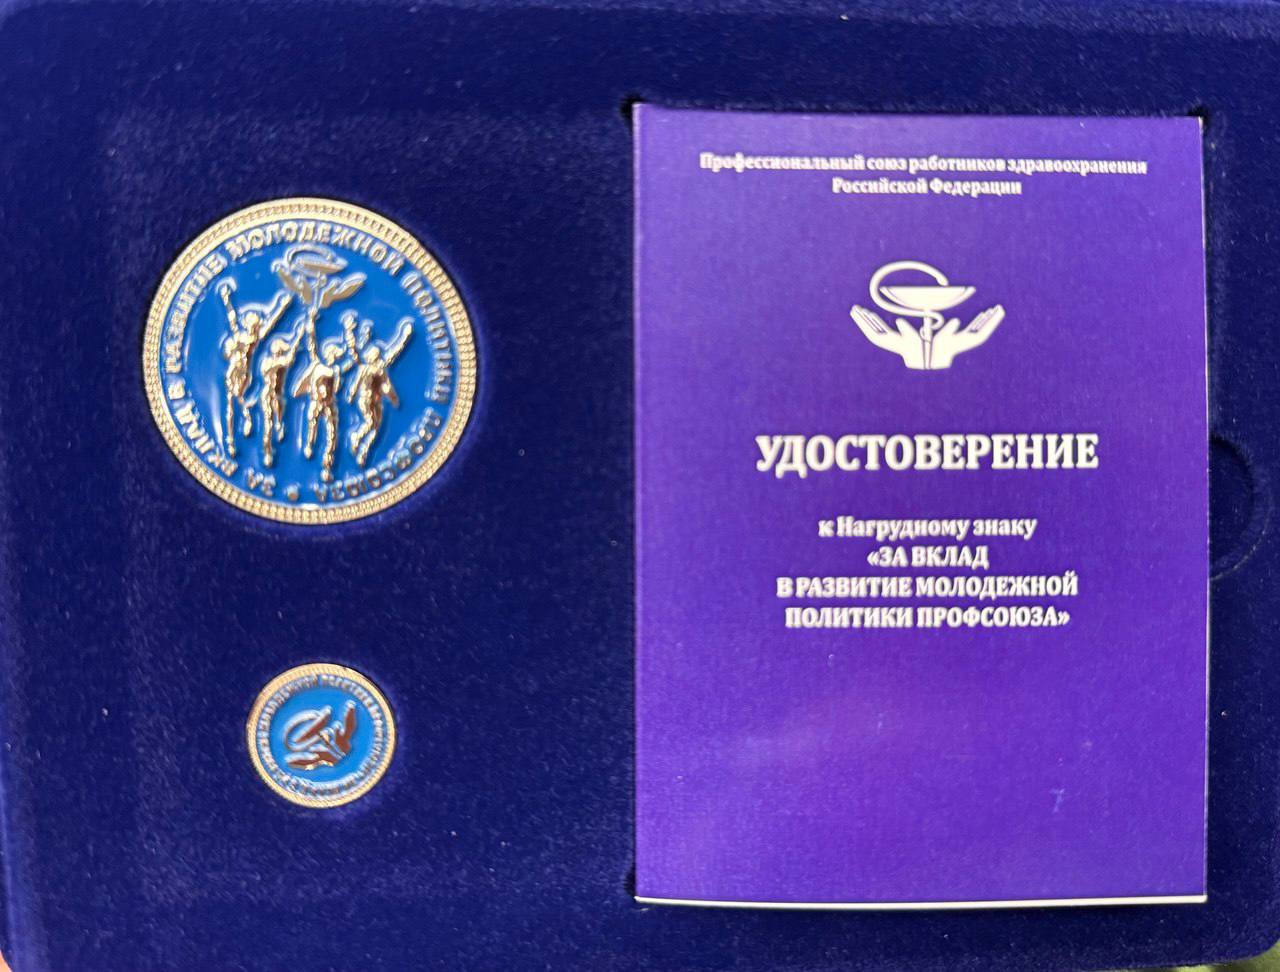 ЗА ВКЛАД В РАЗВИТИЕ МОЛОДЕЖНОЙ ПОЛИТИКИ ПРОФСОЮЗА
Профессиональный союз работников здравоохранения
Российской Федерации
УДОСТОВЕРЕНИЕ
к Нагрудному знаку
«ЗА ВКЛАД
В РАЗВИТИЕ МОЛОДЕЖНОЙ
ПОЛИТИКИ ПРОФСОЮЗА»